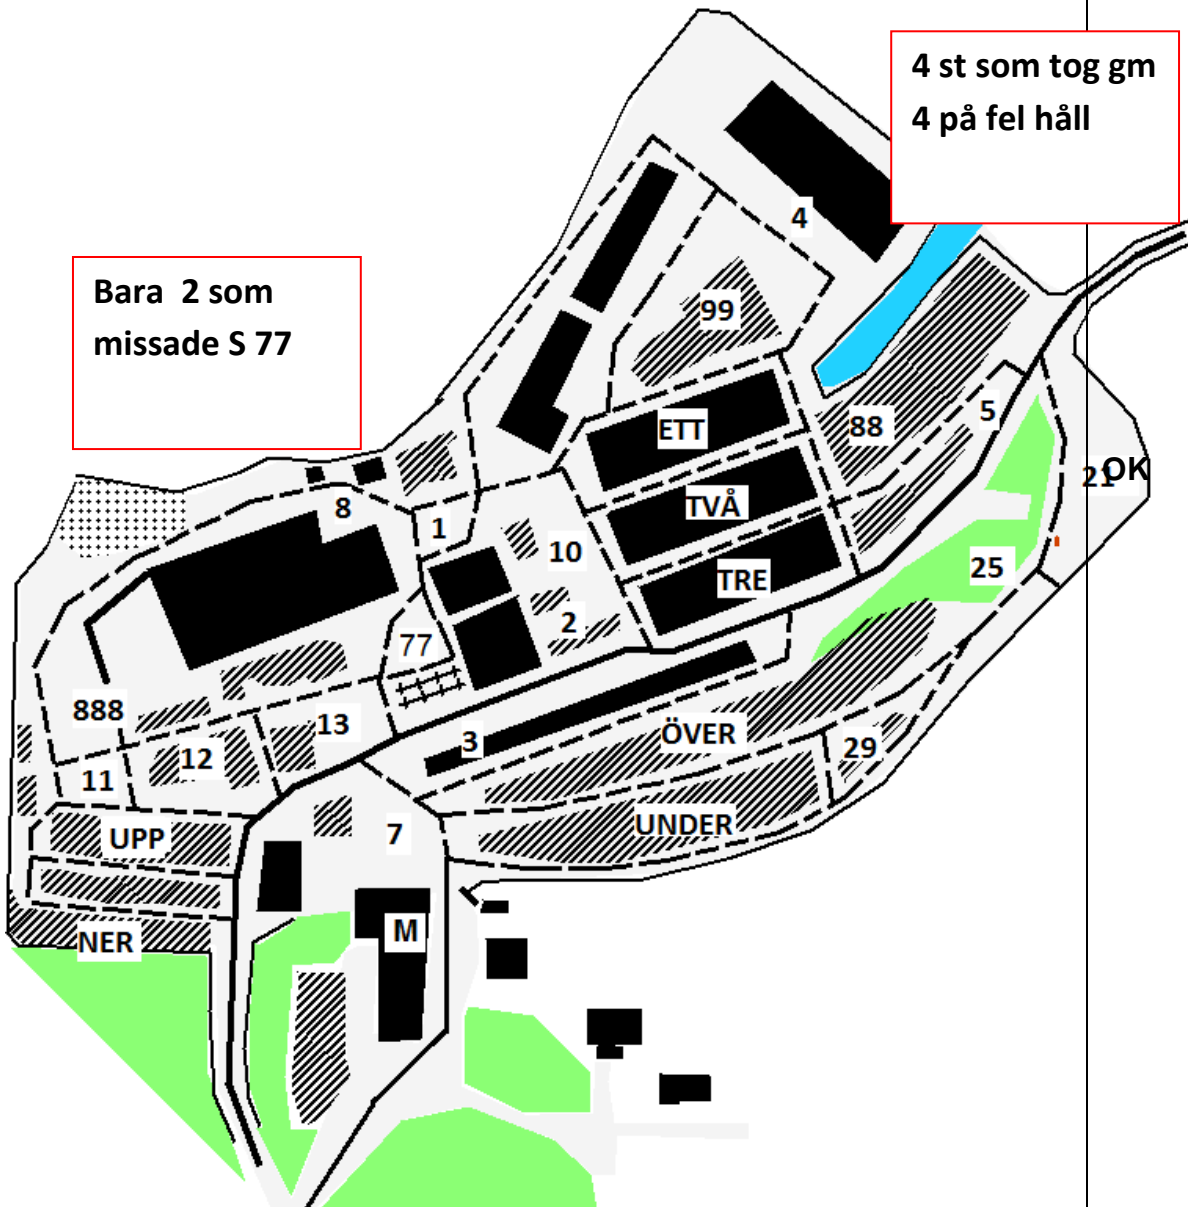 4 st som tog gm
4 på fel håll
4
Bara 2 som
missade S 77
99
5
ETT
88
21
OK
TVÅ
8
1
10
25
TRE
2
77
888
13
3
ÖVER
29
12
11
UNDER
UPP
7
M
NER